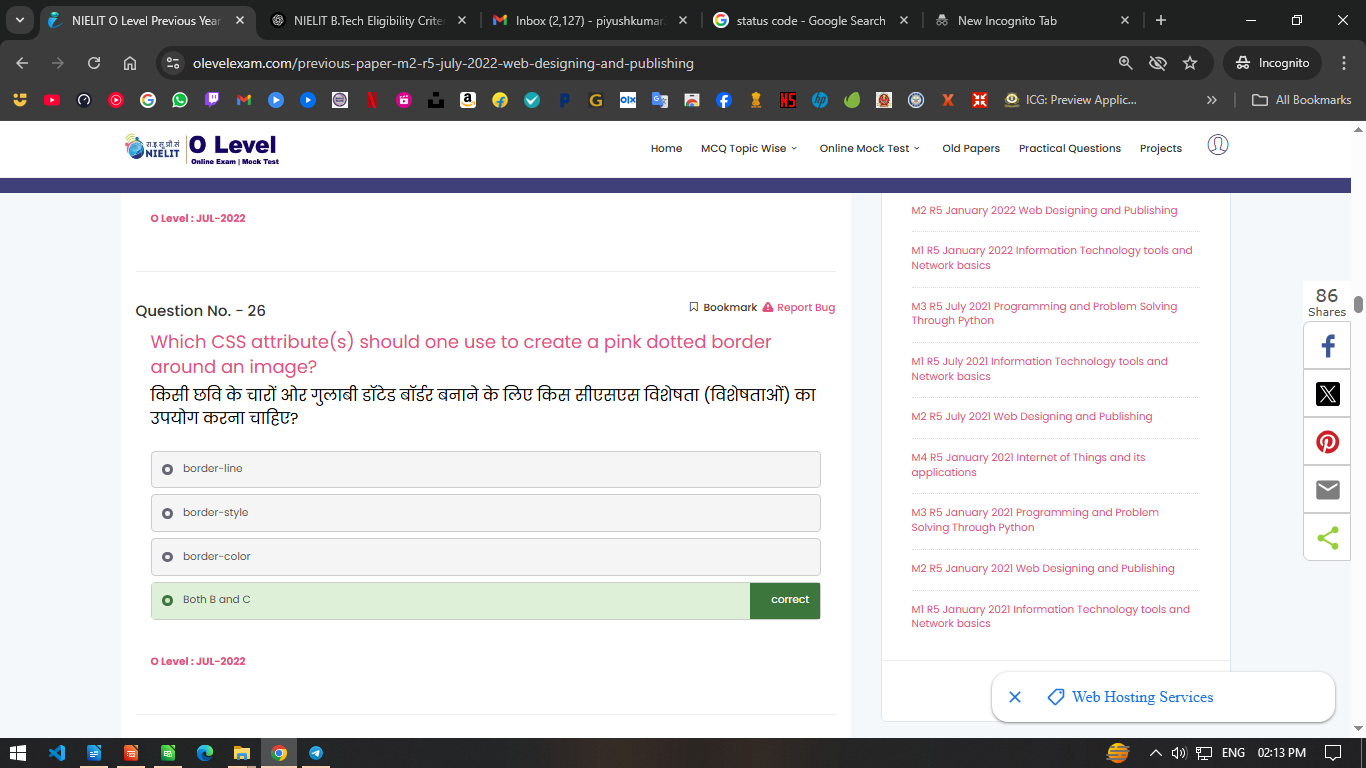 NIELIT O Level Previous Year
NIELIT B.Tech Eligibility Criter
Inbox (2,127) - piyushkumar
status code - Google Search
New Incognito Tab
olevelexam.com/previous-paper-m2-r5-july-2022-web-designing-and-publishing
Incognito
ICG: Preview Applic...
All Bookmarks
रा.इ.सू.प्रौ.सं
NIELIT
O Level
Online Exam | Mock Test
Home
MCQ Topic Wise
Online Mock Test
Old Papers
Practical Questions
Projects
O Level : JUL-2022
Question No. - 26
Bookmark
Report Bug
Which CSS attribute(s) should one use to create a pink dotted border
around an image?
किसी छवि के चारों ओर गुलाबी डॉटेड बॉर्डर बनाने के लिए किस सीएसएस विशेषता (विशेषताओं) का
उपयोग करना चाहिए?
border-line
border-style
border-color
Both B and C
correct
O Level : JUL-2022
M2 R5 January 2022 Web Designing and Publishing
M1 R5 January 2022 Information Technology tools and
Network basics
M3 R5 July 2021 Programming and Problem Solving
Through Python
M1 R5 July 2021 Information Technology tools and
Network basics
M2 R5 July 2021 Web Designing and Publishing
M4 R5 January 2021 Internet of Things and its
applications
M3 R5 January 2021 Programming and Problem
Solving Through Python
M2 R5 January 2021 Web Designing and Publishing
M1 R5 January 2021 Information Technology tools and
Network basics
86
Shares
Web Hosting Services
ENG
02:13 PM